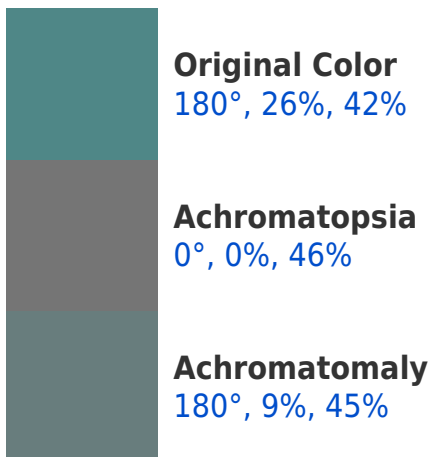 Original Color
180°, 26%, 42%
Achromatopsia
0°, 0%, 46%
Achromatomaly
180°, 9%, 45%